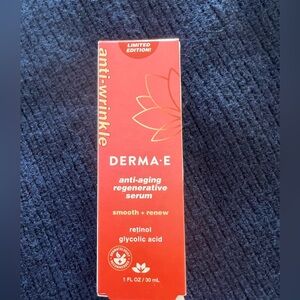 LIMITED
EDITION!
anti-wrinkle
DERMA·E
anti-aging
regenerative
serum
smooth + renew
retinol
glycolic acid
1 FL OZ / 30 mL